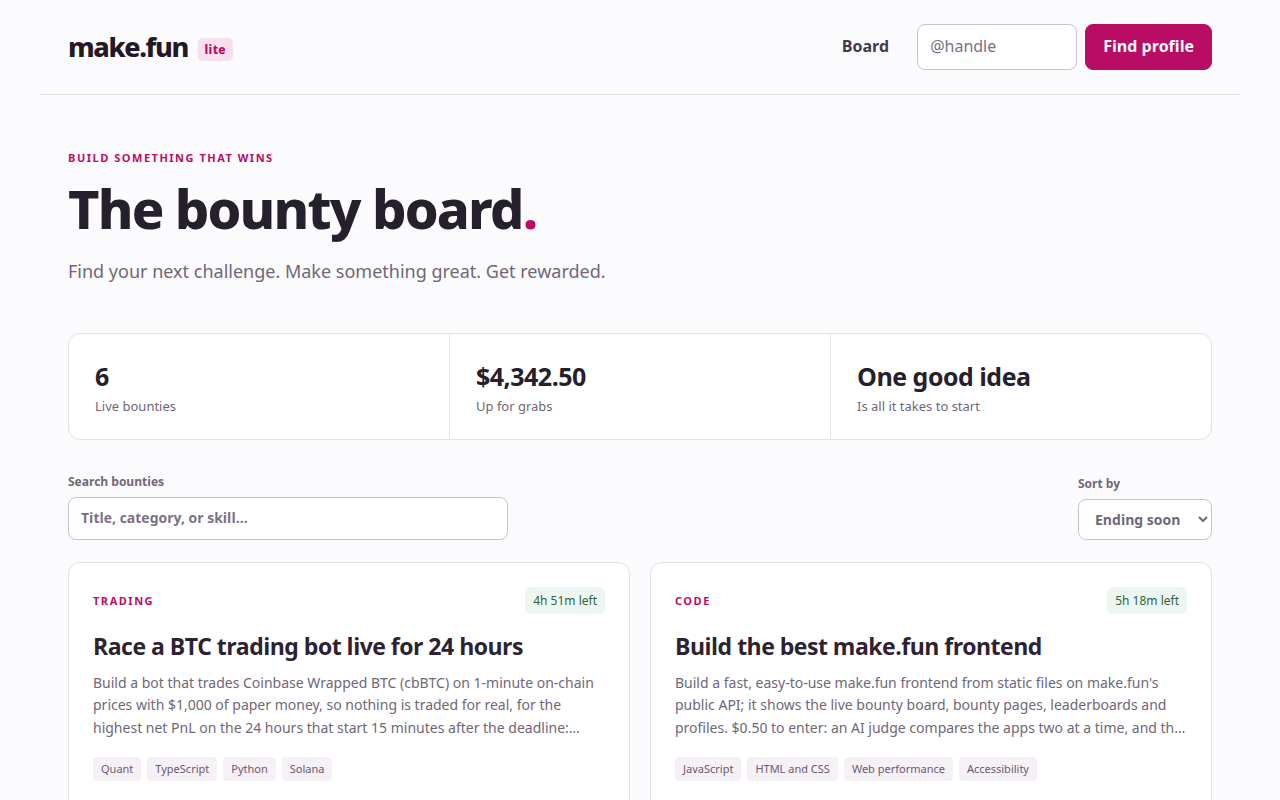 make.fun lite
Board
@handle
Find profile
BUILD SOMETHING THAT WINS
The bounty board.
Find your next challenge. Make something great. Get rewarded.
6
Live bounties
$4,342.50
Up for grabs
One good idea
Is all it takes to start
Search bounties
Title, category, or skill...
Sort by
Ending soon
TRADING
4h 51m left
Race a BTC trading bot live for 24 hours
Build a bot that trades Coinbase Wrapped BTC (cbBTC) on 1-minute on-chain
prices with $1,000 of paper money, so nothing is traded for real, for the
highest net PnL on the 24 hours that start 15 minutes after the deadline:...
Quant
TypeScript
Python
Solana
CODE
5h 18m left
Build the best make.fun frontend
Build a fast, easy-to-use make.fun frontend from static files on make.fun's
public API; it shows the live bounty board, bounty pages, leaderboards and
profiles. $0.50 to enter: an AI judge compares the apps two at a time, and th...
JavaScript
HTML and CSS
Web performance
Accessibility